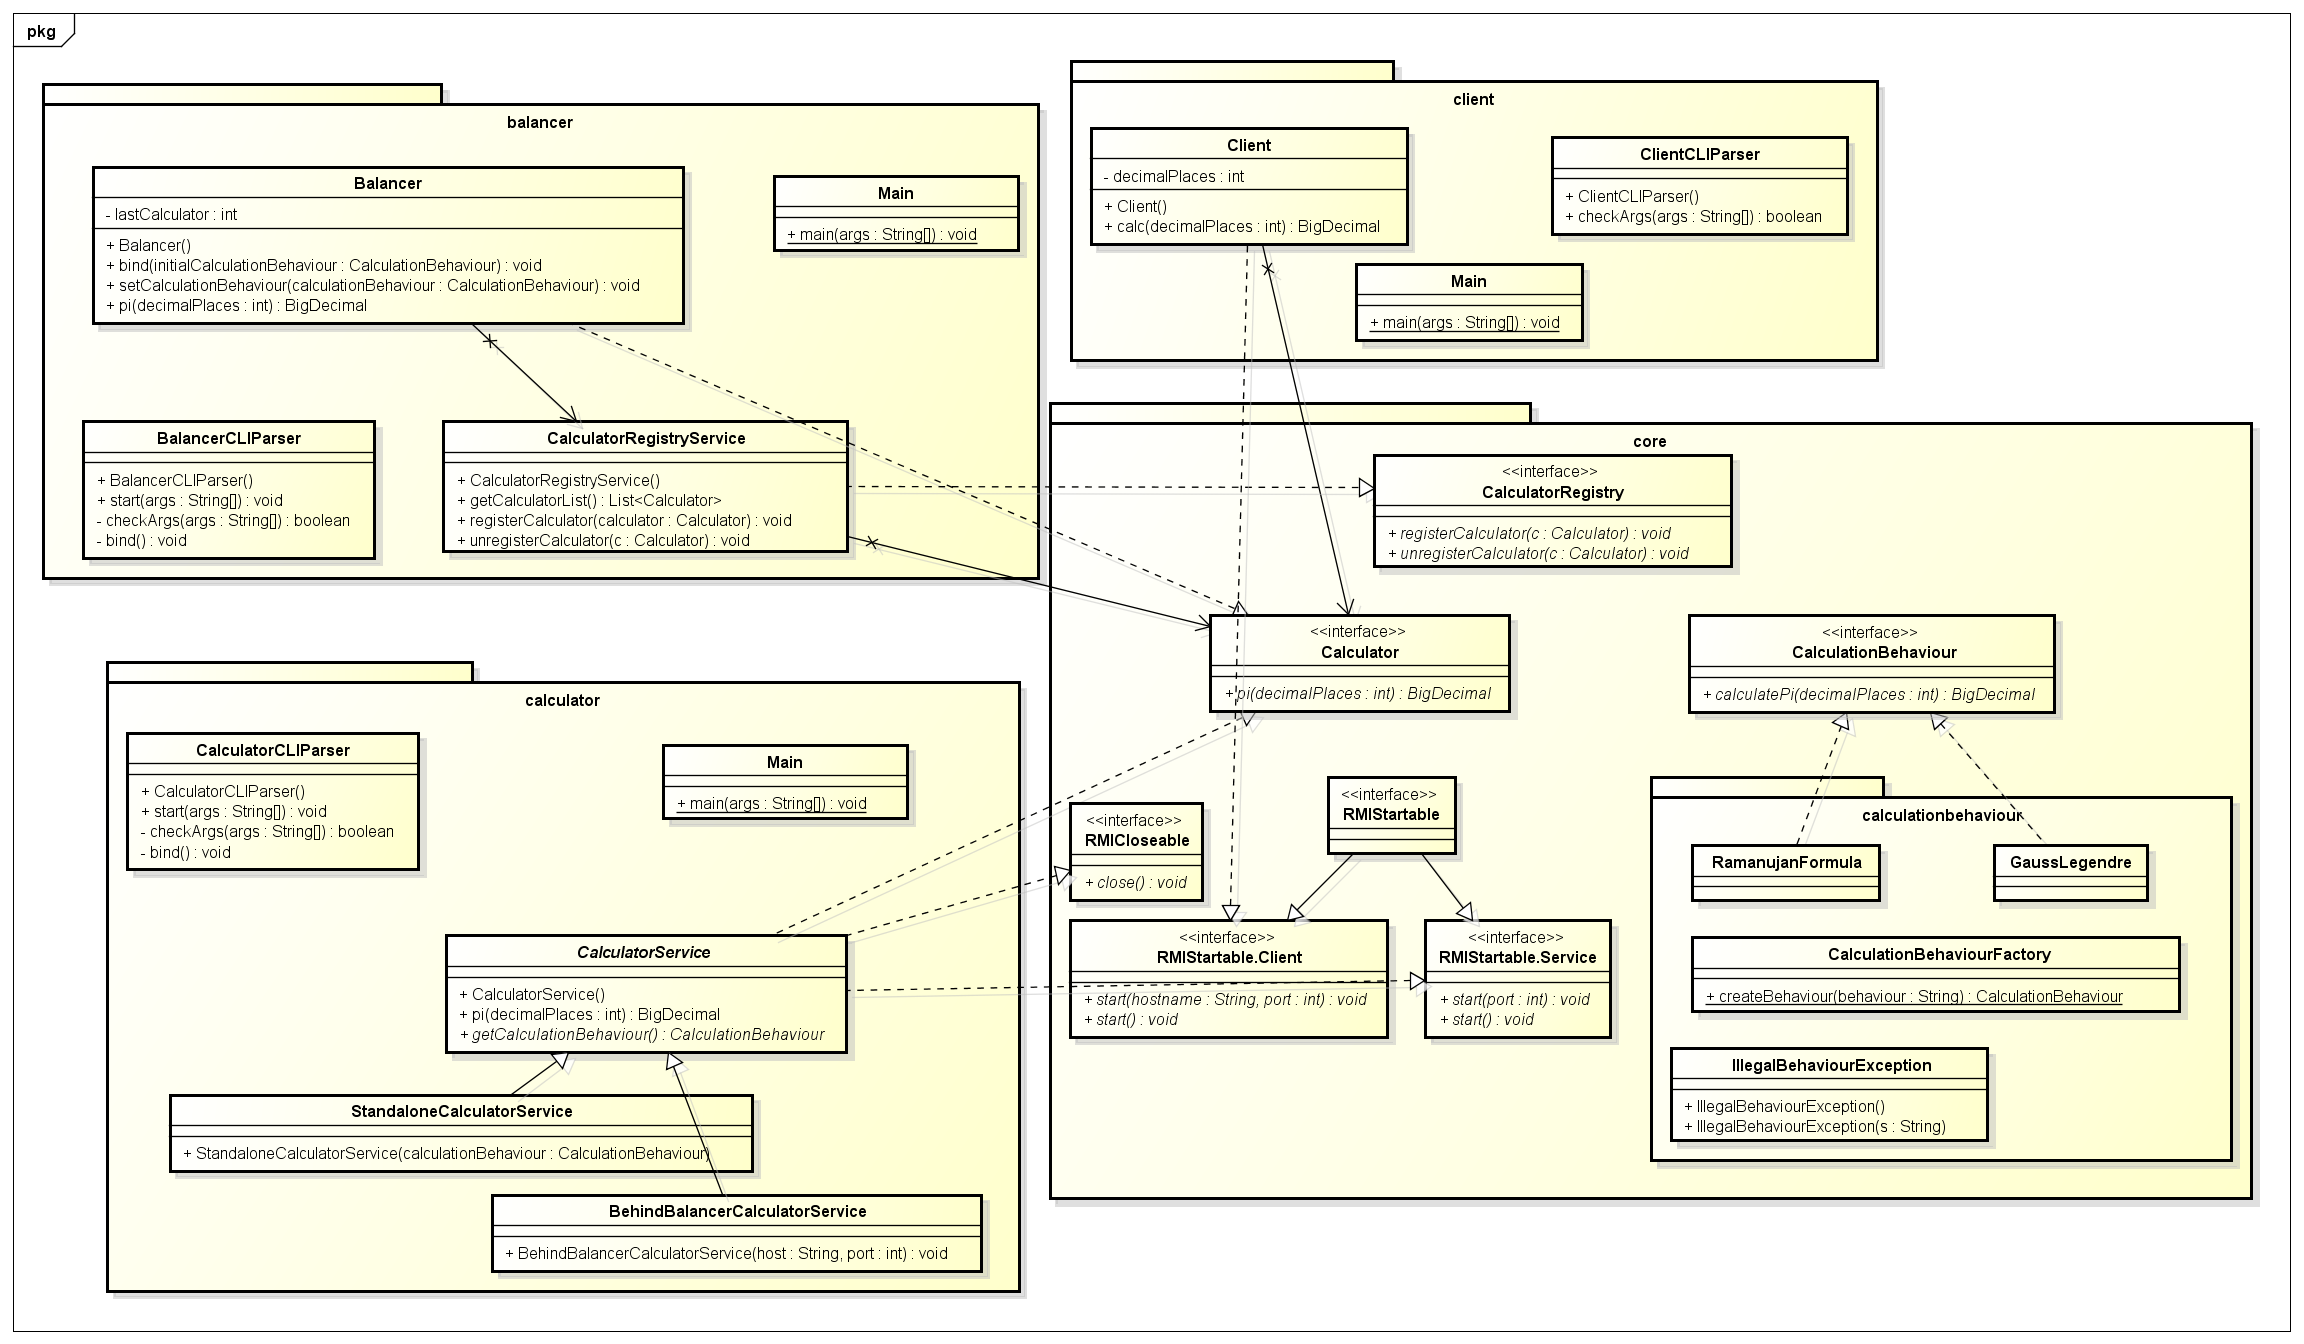 pkg
balancer
Balancer
- lastCalculator : int
+ Balancer()
+ bind(initialCalculationBehaviour : CalculationBehaviour) : void
+ setCalculationBehaviour(calculationBehaviour : CalculationBehaviour) : void
+ pi(decimalPlaces : int) : BigDecimal
Main
+ main(args : String[]) : void
BalancerCLIParser
+ BalancerCLIParser()
+ start(args : String[]) : void
- checkArgs(args : String[]) : boolean
- bind() : void
CalculatorRegistryService
+ CalculatorRegistryService()
+ getCalculatorList() : List<Calculator>
+ registerCalculator(calculator : Calculator) : void
+ unregisterCalculator(c : Calculator) : void
client
Client
- decimalPlaces : int
+ Client()
+ calc(decimalPlaces : int) : BigDecimal
ClientCLIParser
+ ClientCLIParser()
+ checkArgs(args : String[]) : boolean
Main
+ main(args : String[]) : void
core
<<interface>>
CalculatorRegistry
+ registerCalculator(c : Calculator) : void
+ unregisterCalculator(c : Calculator) : void
<<interface>>
Calculator
+ pi(decimalPlaces : int) : BigDecimal
<<interface>>
CalculationBehaviour
+ calculatePi(decimalPlaces : int) : BigDecimal
<<interface>>
RMICloseable
+ close() : void
<<interface>>
RMIStartable
<<interface>>
RMIStartable.Client
+ start(hostname : String, port : int) : void
+ start() : void
<<interface>>
RMIStartable.Service
+ start(port : int) : void
+ start() : void
calculationbehaviour
RamanujanFormula
GaussLegendre
CalculationBehaviourFactory
+ createBehaviour(behaviour : String) : CalculationBehaviour
IllegalBehaviourException
+ IllegalBehaviourException()
+ IllegalBehaviourException(s : String)
calculator
CalculatorCLIParser
+ CalculatorCLIParser()
+ start(args : String[]) : void
- checkArgs(args : String[]) : boolean
- bind() : void
Main
+ main(args : String[]) : void
CalculatorService
+ CalculatorService()
+ pi(decimalPlaces : int) : BigDecimal
+ getCalculationBehaviour() : CalculationBehaviour
StandaloneCalculatorService
+ StandaloneCalculatorService(calculationBehaviour : CalculationBehaviour)
BehindBalancerCalculatorService
+ BehindBalancerCalculatorService(host : String, port : int) : void